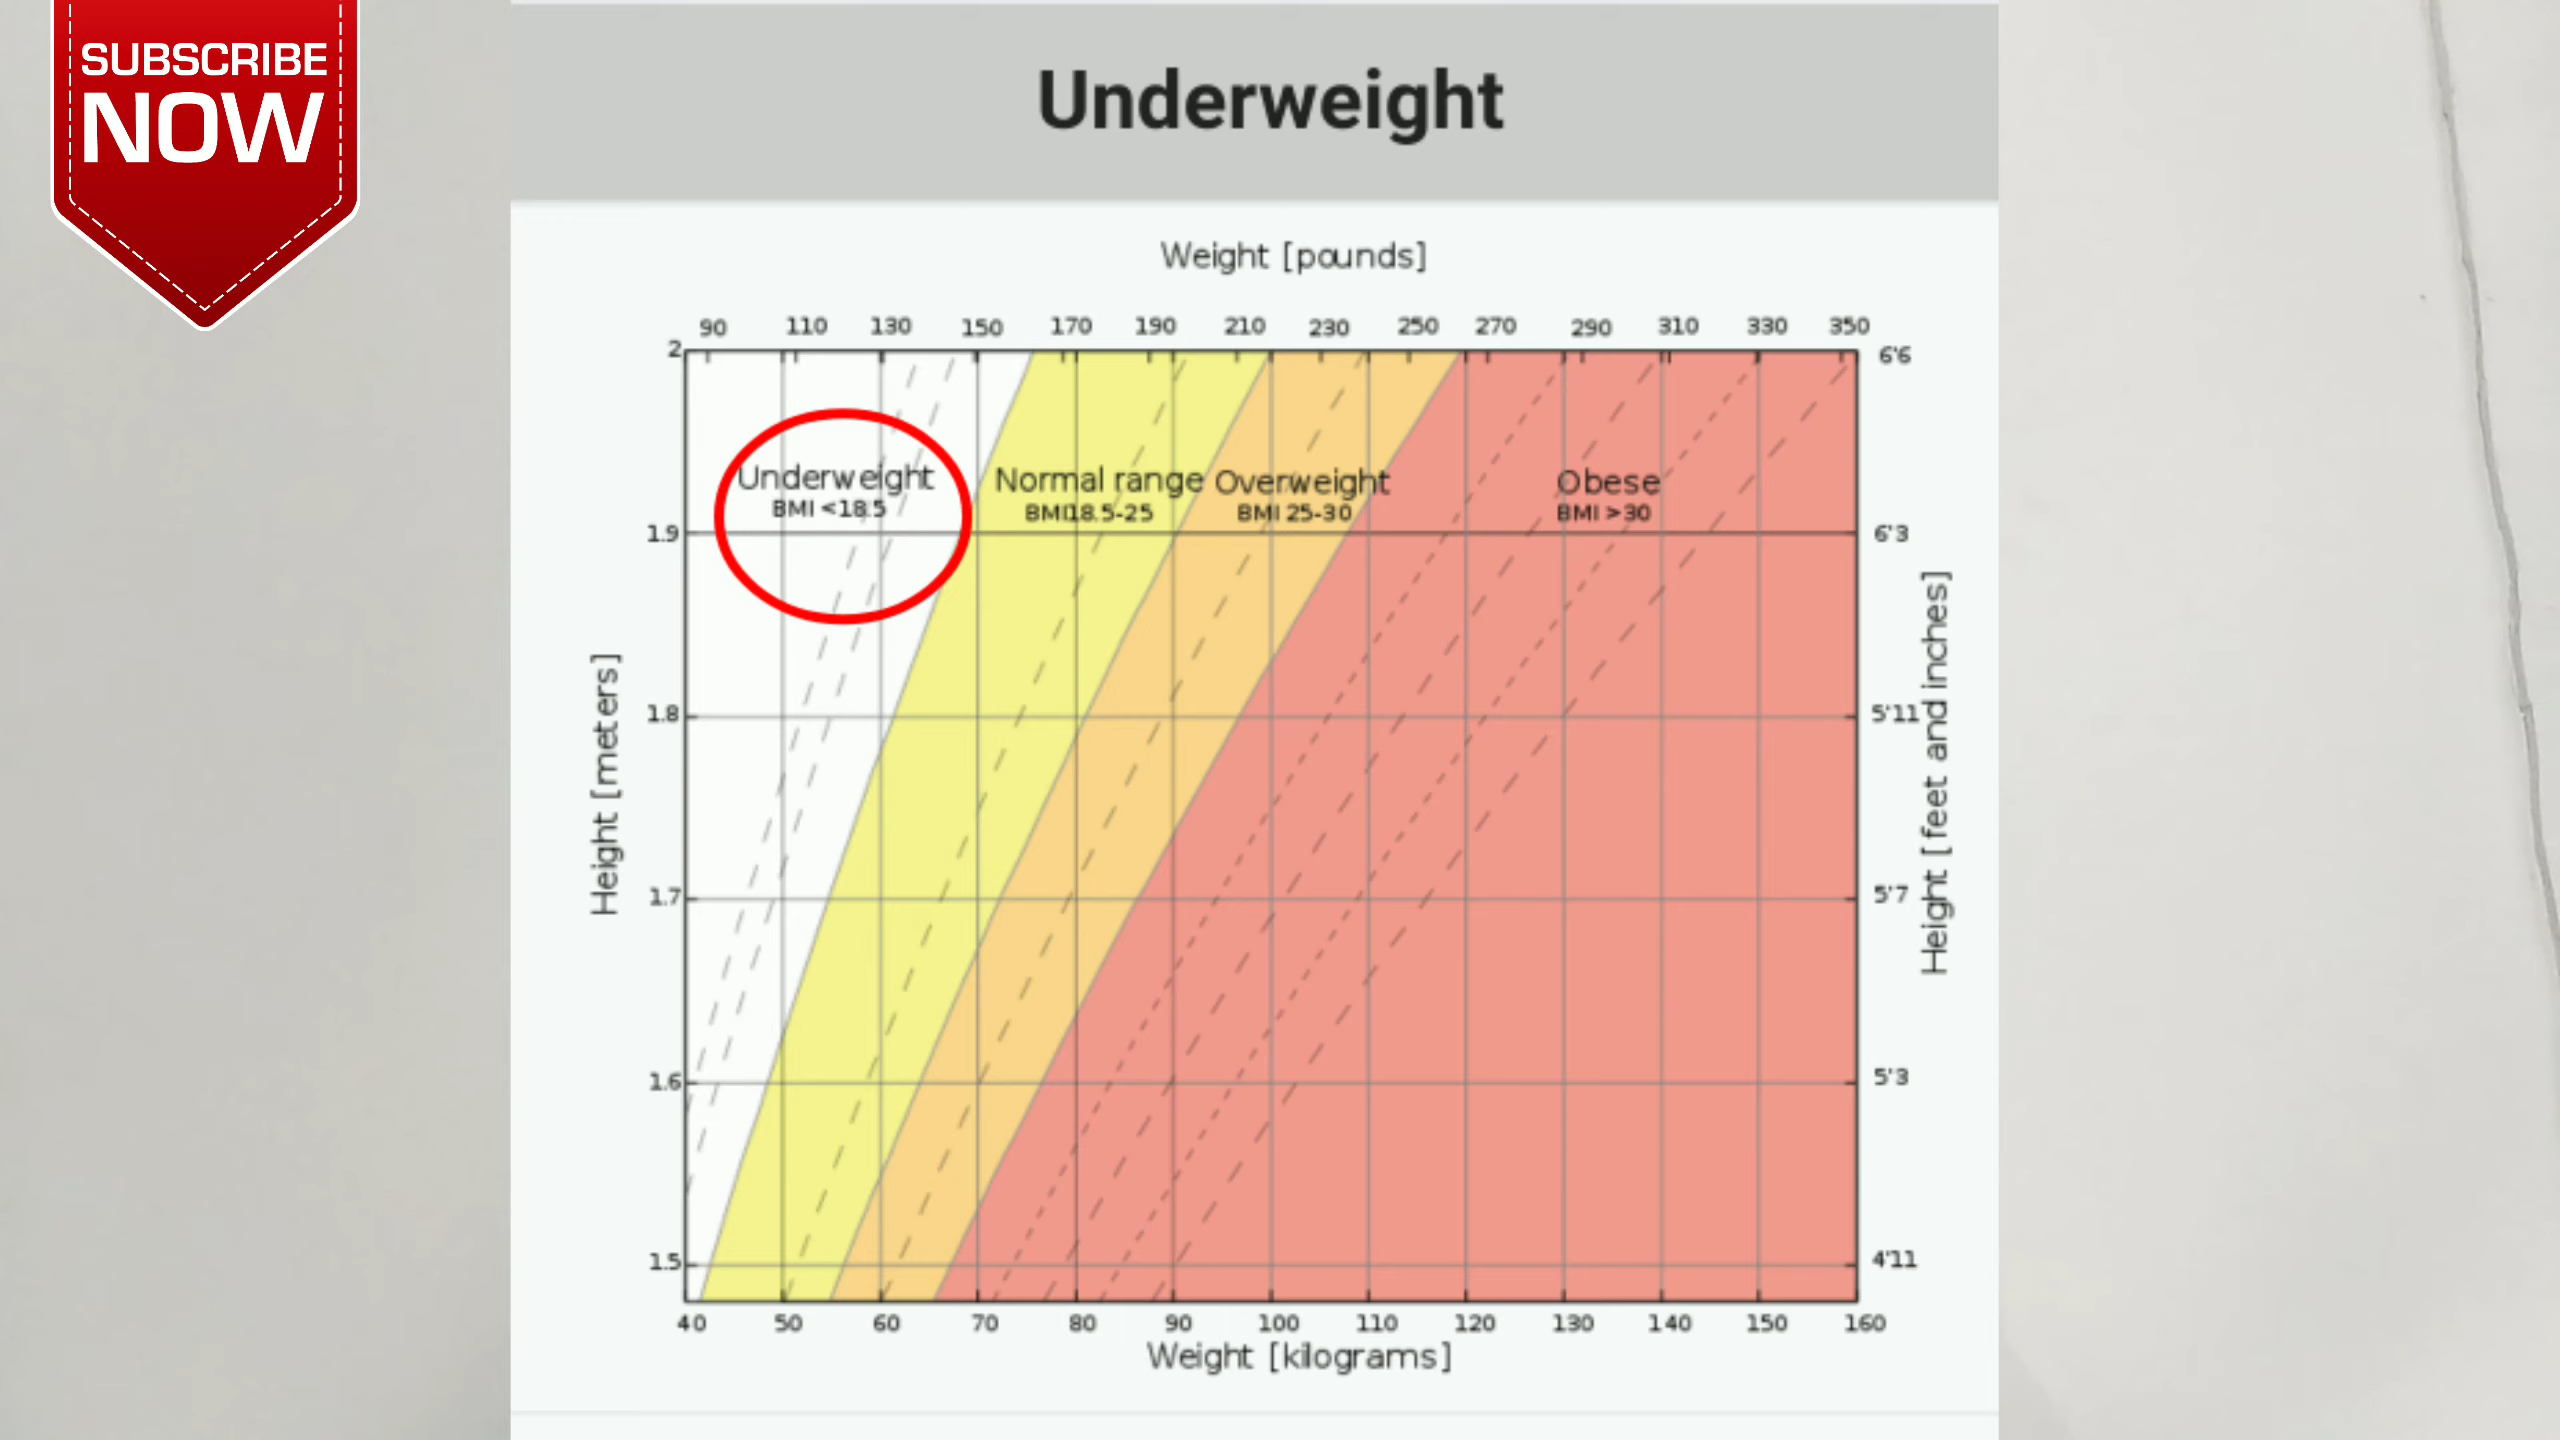 SUBSCRIBE
NOW
Underweight
Weight [pounds]
90 110 130 150 170 190 210 230 250 270 290 310 330 350
2 6'6
Underweight Normal range Overweight Obese
BMI <18.5 BMI18.5-25 BMI 25-30 BMI >30
1.9 6'3
1.8 5'11
1.7 5'7
1.6 5'3
1.5 4'11
Height [meters]
Height [feet and inches]
40 50 60 70 80 90 100 110 120 130 140 150 160
Weight [kilograms]